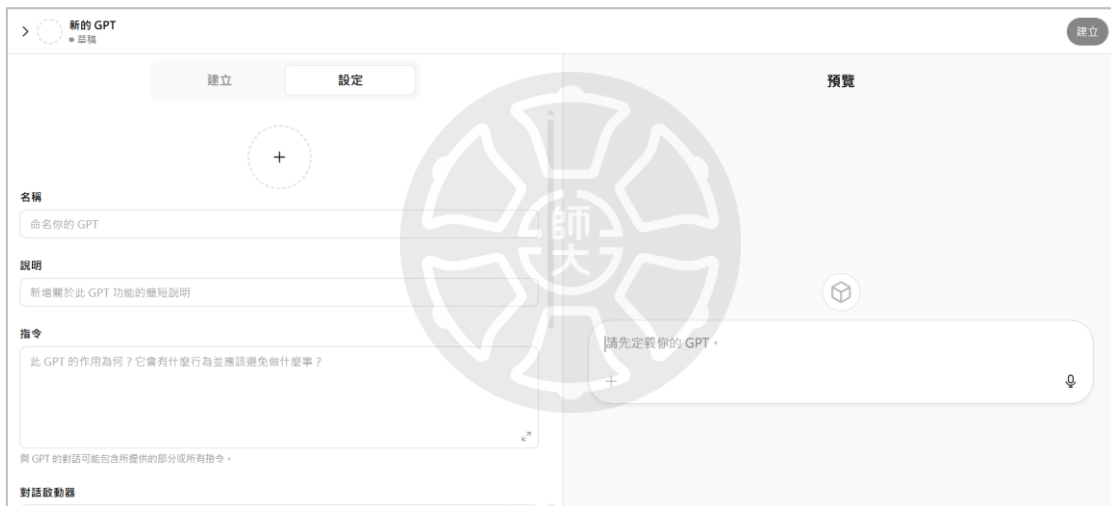 新的 GPT
草稿
建立
建立
設定
預覽
+
名稱
命名你的 GPT
說明
新增關於此 GPT 功能的簡短說明
指令
此 GPT 的作用為何？它會有什麼行為並應該避免做什麼事？
與 GPT 的對話可能包含所提供的部分或所有指令。
對話啟動器
請先定義你的 GPT。
+
師大